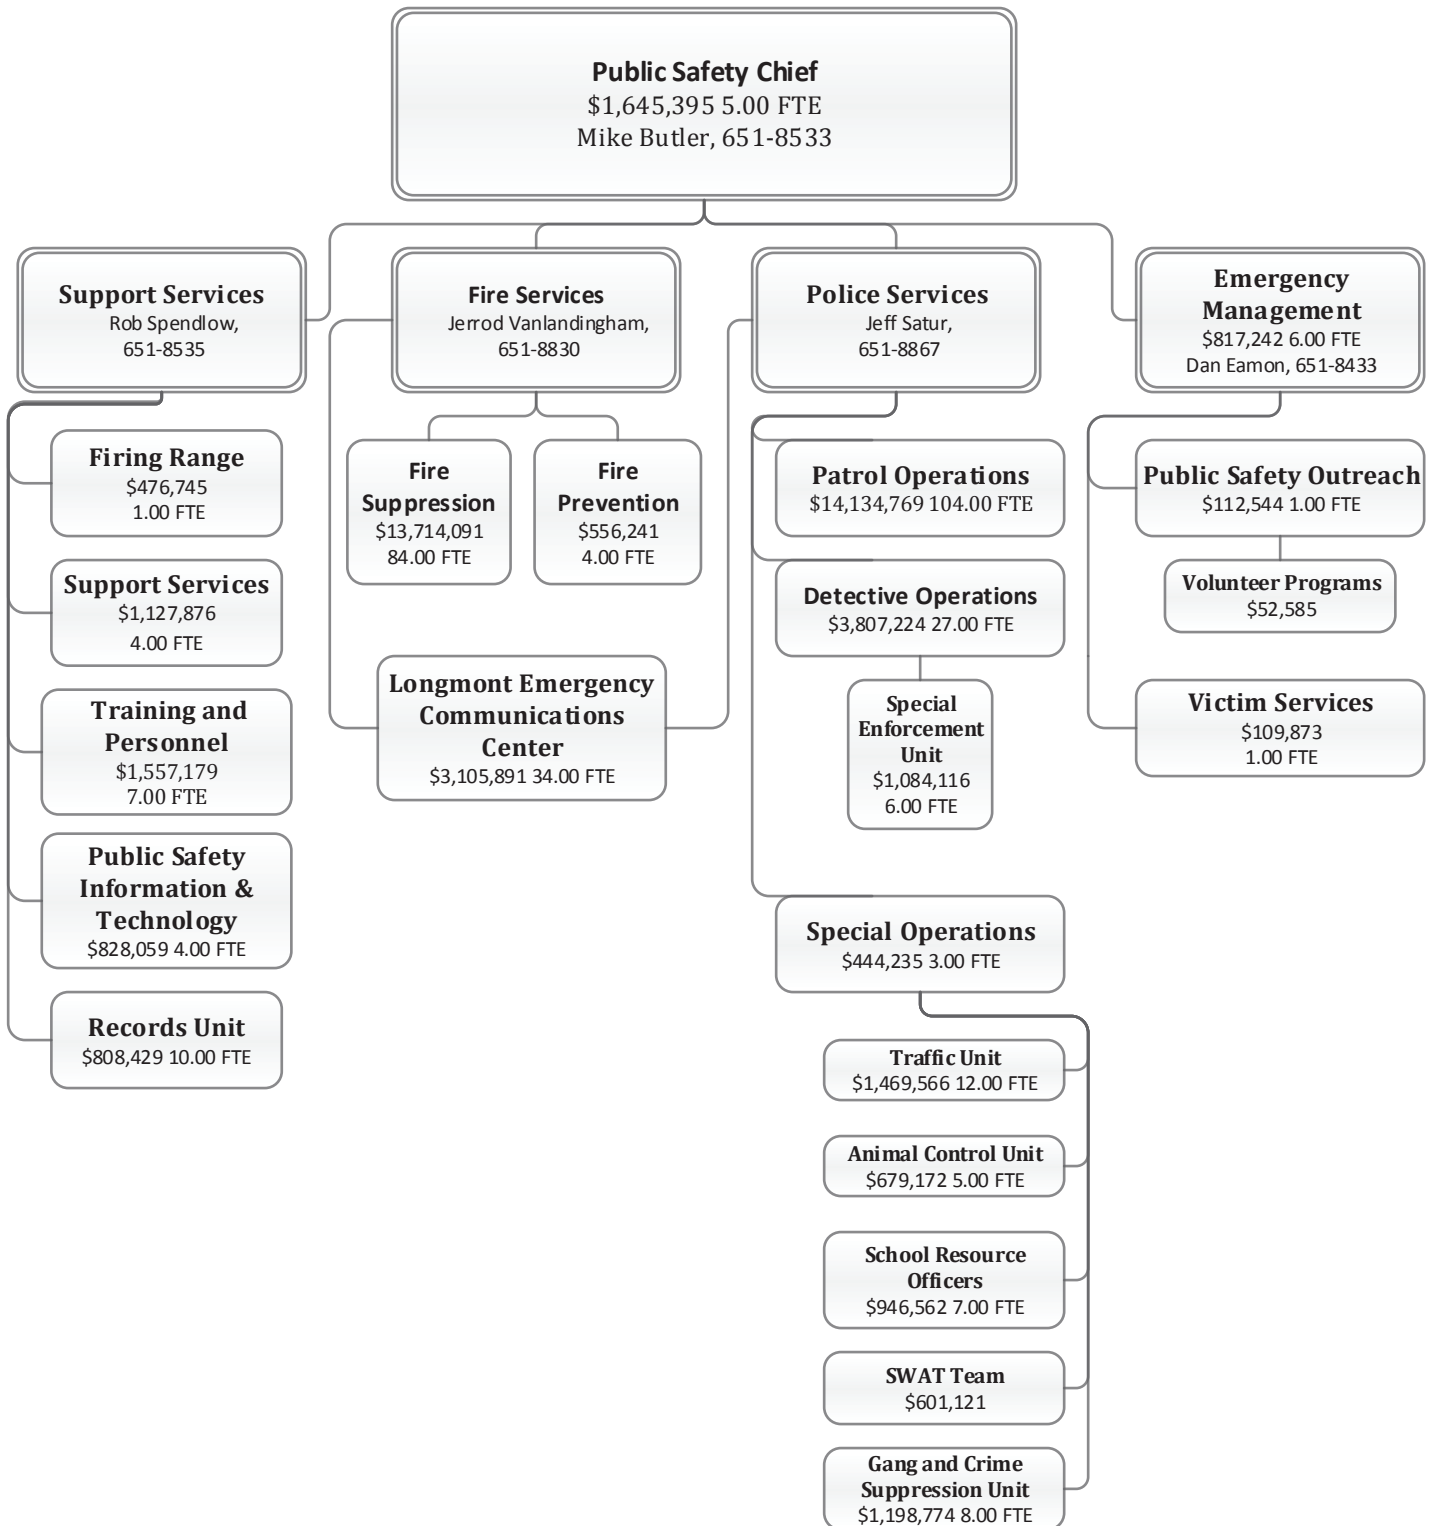 Public Safety Chief
$1,645,395 5.00 FTE
Mike Butler, 651-8533
Support Services
Rob Spendlow,
651-8535
Fire Services
Jerrod Vanlandingham,
651-8830
Police Services
Jeff Satur,
651-8867
Emergency
Management
$817,242 6.00 FTE
Dan Eamon, 651-8433
Firing Range
$476,745
1.00 FTE
Support Services
$1,127,876
4.00 FTE
Training and
Personnel
$1,557,179
7.00 FTE
Public Safety
Information &
Technology
$828,059 4.00 FTE
Records Unit
$808,429 10.00 FTE
Fire
Suppression
$13,714,091
84.00 FTE
Fire
Prevention
$556,241
4.00 FTE
Longmont Emergency
Communications
Center
$3,105,891 34.00 FTE
Patrol Operations
$14,134,769 104.00 FTE
Detective Operations
$3,807,224 27.00 FTE
Special
Enforcement
Unit
$1,084,116
6.00 FTE
Special Operations
$444,235 3.00 FTE
Traffic Unit
$1,469,566 12.00 FTE
Animal Control Unit
$679,172 5.00 FTE
School Resource
Officers
$946,562 7.00 FTE
SWAT Team
$601,121
Gang and Crime
Suppression Unit
$1,198,774 8.00 FTE
Public Safety Outreach
$112,544 1.00 FTE
Volunteer Programs
$52,585
Victim Services
$109,873
1.00 FTE